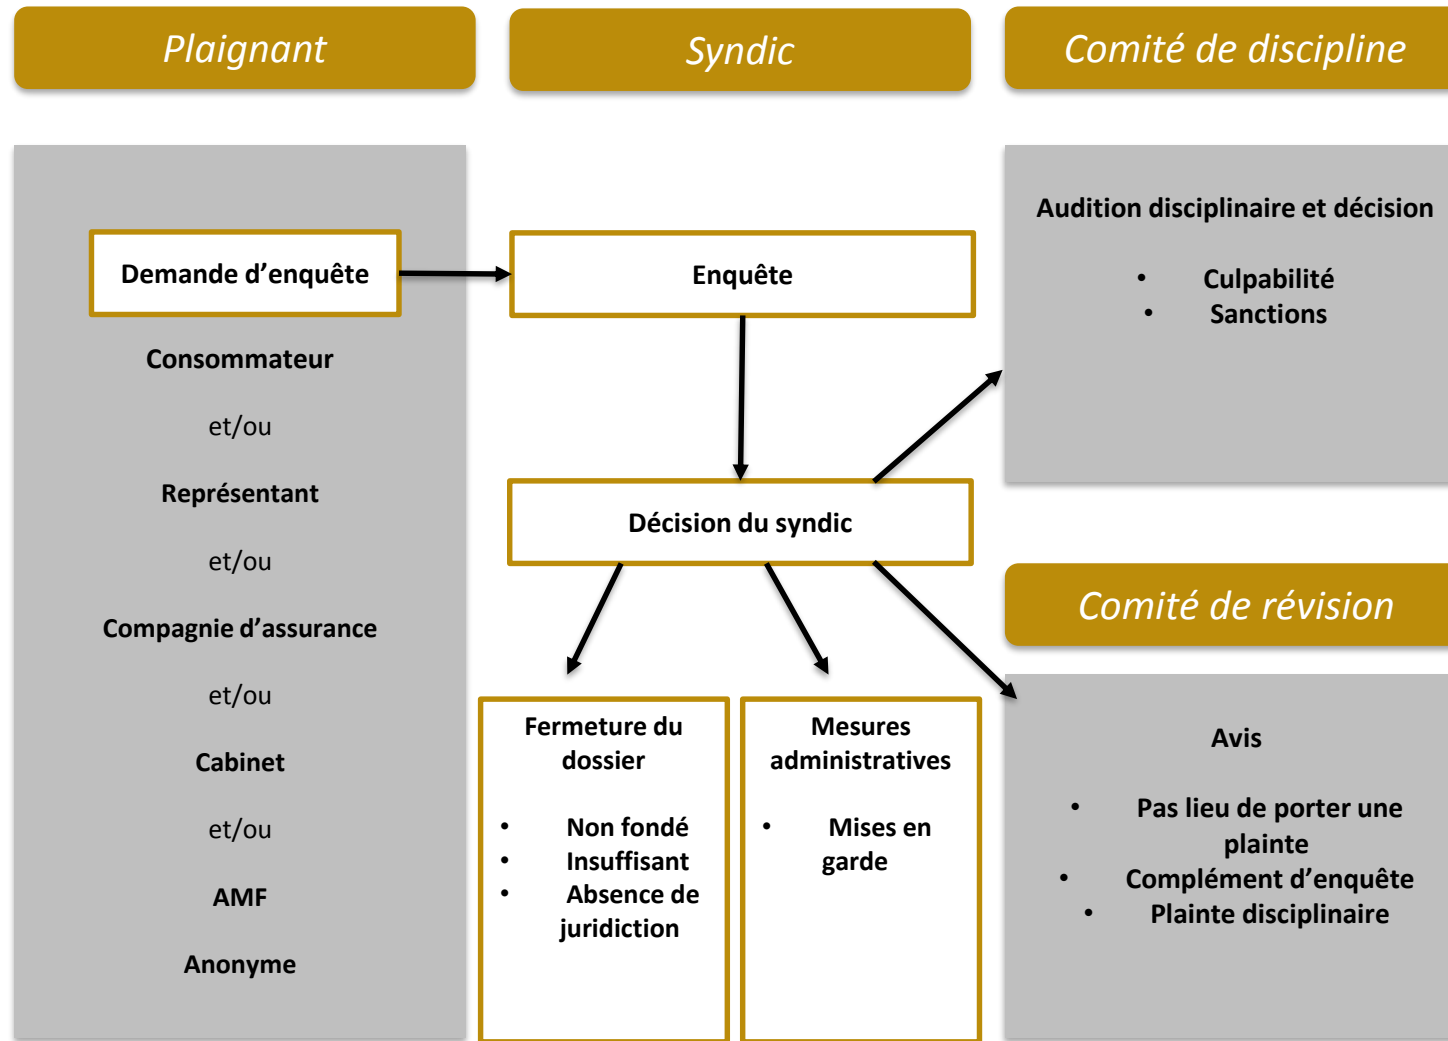 Plaignant
Syndic
Comité de discipline
Demande d’enquête
Consommateur
et/ou
Représentant
et/ou
Compagnie d’assurance
et/ou
Cabinet
et/ou
AMF
Anonyme
Enquête
Décision du syndic
Fermeture du
dossier
• Non fondé
• Insuffisant
• Absence de
juridiction
Mesures
administratives
• Mises en
garde
Audition disciplinaire et décision
• Culpabilité
• Sanctions
Comité de révision
Avis
• Pas lieu de porter une
plainte
• Complément d’enquête
• Plainte disciplinaire